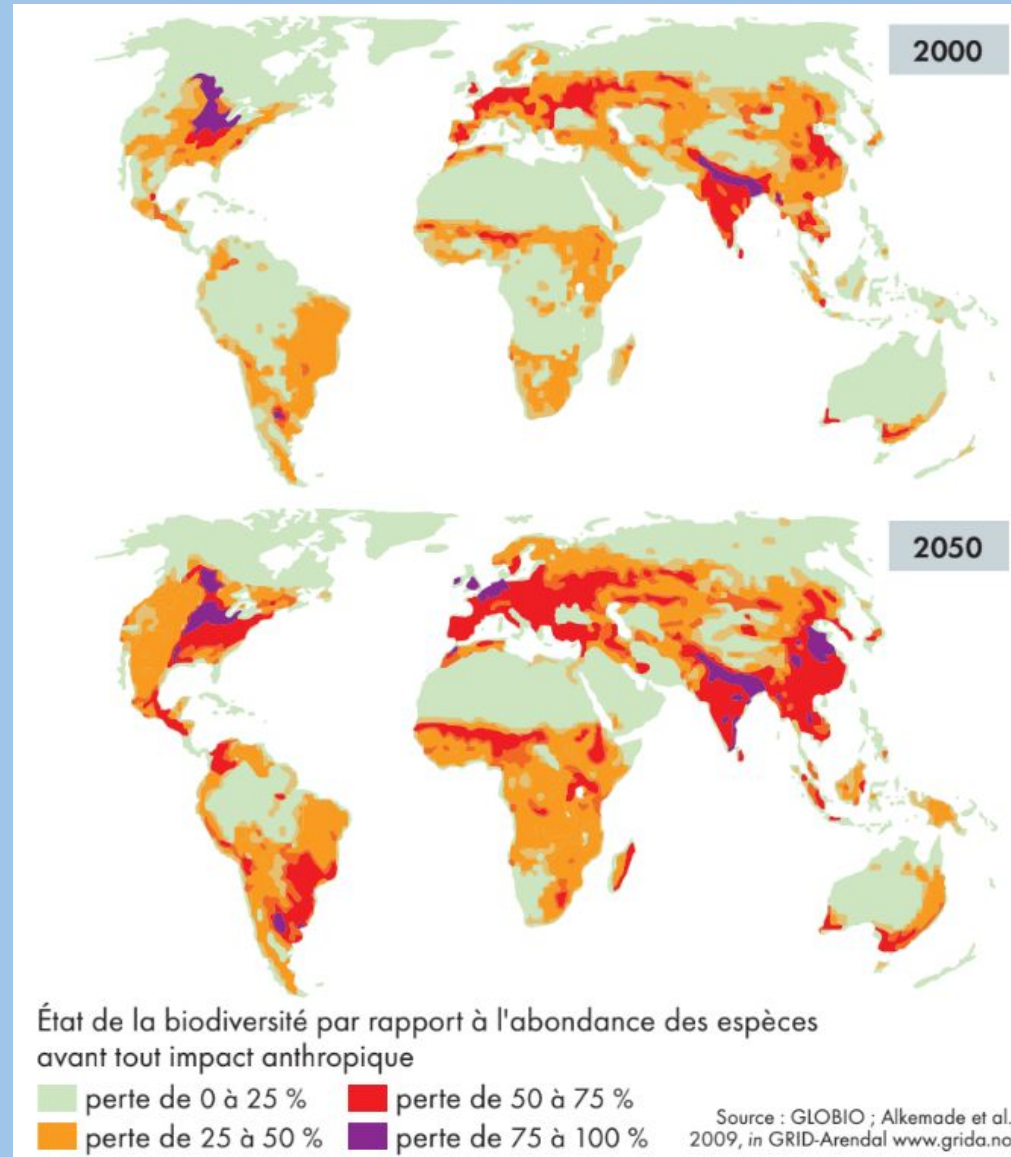 2000
2050
État de la biodiversité par rapport à l'abondance des espèces
avant tout impact anthropique
perte de 0 à 25 %
perte de 50 à 75 %
perte de 25 à 50 %
perte de 75 à 100 %
Source : GLOBIO ; Alkemade et al.
2009, in GRID-Arendal www.grida.no